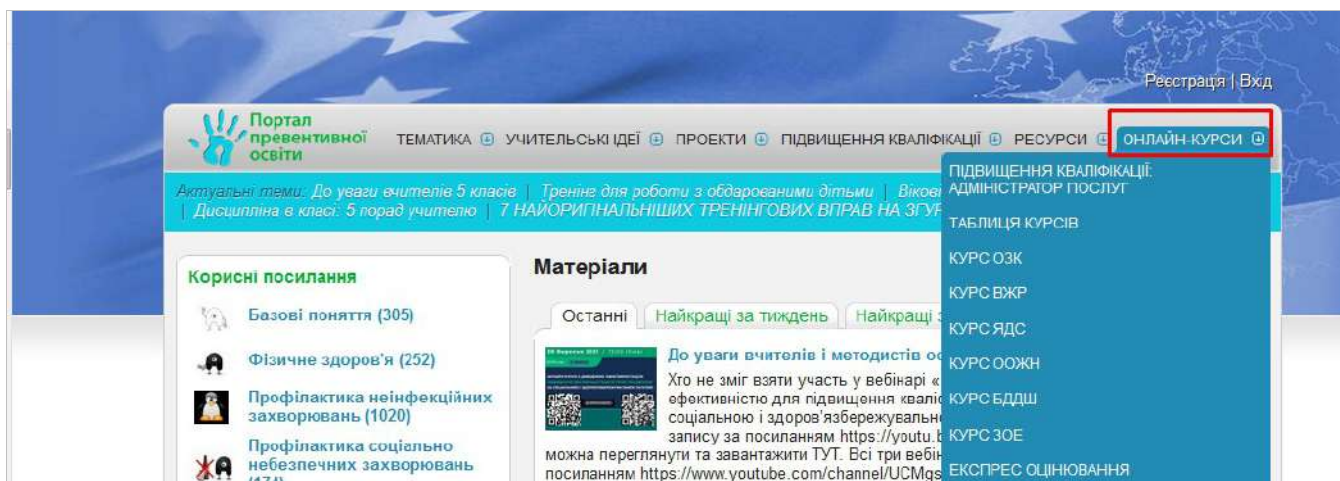 Реєстрація | Вхід
Портал
превентивної
освіти
ТЕМАТИКА УЧИТЕЛЬСЬКІ ІДЕЇ ПРОЕКТИ ПІДВИЩЕННЯ КВАЛІФІКАЦІЇ РЕСУРСИ ОНЛАЙН-КУРСИ
Актуальні теми: До уваги вчителів 5 класів | Тренінг для роботи з обдарованими дітьми | Вікові
| Дисципліна в класі: 5 порад учителю | 7 НАЙОРИГІНАЛЬНІШИХ ТРЕНІНГОВИХ ВПРАВ НА ЗГУР
ПІДВИЩЕННЯ КВАЛІФІКАЦІЇ:
АДМІНІСТРАТОР ПОСЛУГ
ТАБЛИЦЯ КУРСІВ
КУРС ОЗК
КУРС ВЖР
КУРС ЯДС
КУРС ООЖН
КУРС БДДШ
КУРС ЗОЕ
ЕКСПРЕС ОЦІНЮВАННЯ
Корисні посилання
Базові поняття (305)
Фізичне здоров'я (252)
Профілактика неінфекційних
захворювань (1020)
Профілактика соціально
небезпечних захворювань
Матеріали
Останні Найкращі за тиждень Найкращі
До уваги вчителів і методистів
Хто не зміг взяти участь у вебінарі «
ефективністю для підвищення
соціальною і здоров'язбережувально
запису за посиланням https://youtu.b
можна переглянути та завантажити ТУТ. Всі три
посиланням https://www.youtube.com/channel/UCMgs